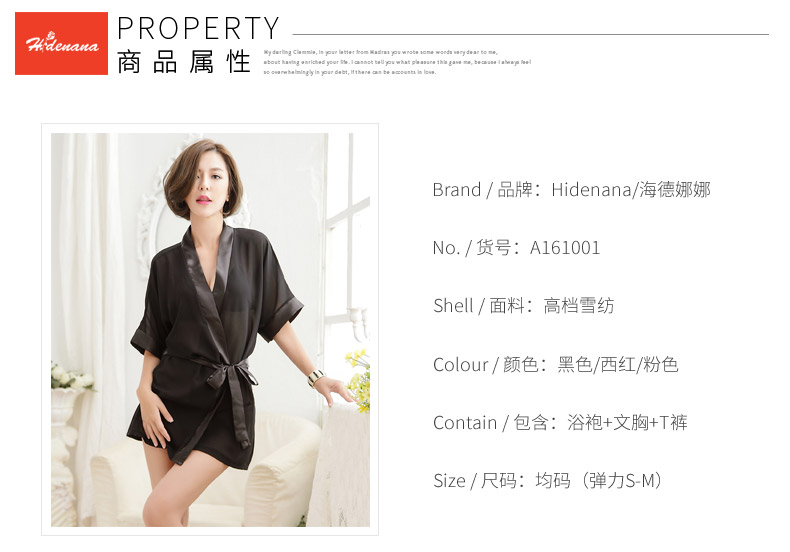 Hidenana
PROPERTY
商品属性
My darling Clemmie, in your letter from Madras you wrote some words very dear to me,
about having enriched your life. I cannot tell you what pleasure this gave me, because I always feel
so overwhelmingly in your debt, if there can be accounts in love.
Brand / 品牌：Hidenana/海德娜娜
No. / 货号：A161001
Shell / 面料：高档雪纺
Colour / 颜色：黑色/西红/粉色
Contain / 包含：浴袍+文胸+T裤
Size / 尺码：均码（弹力S-M）